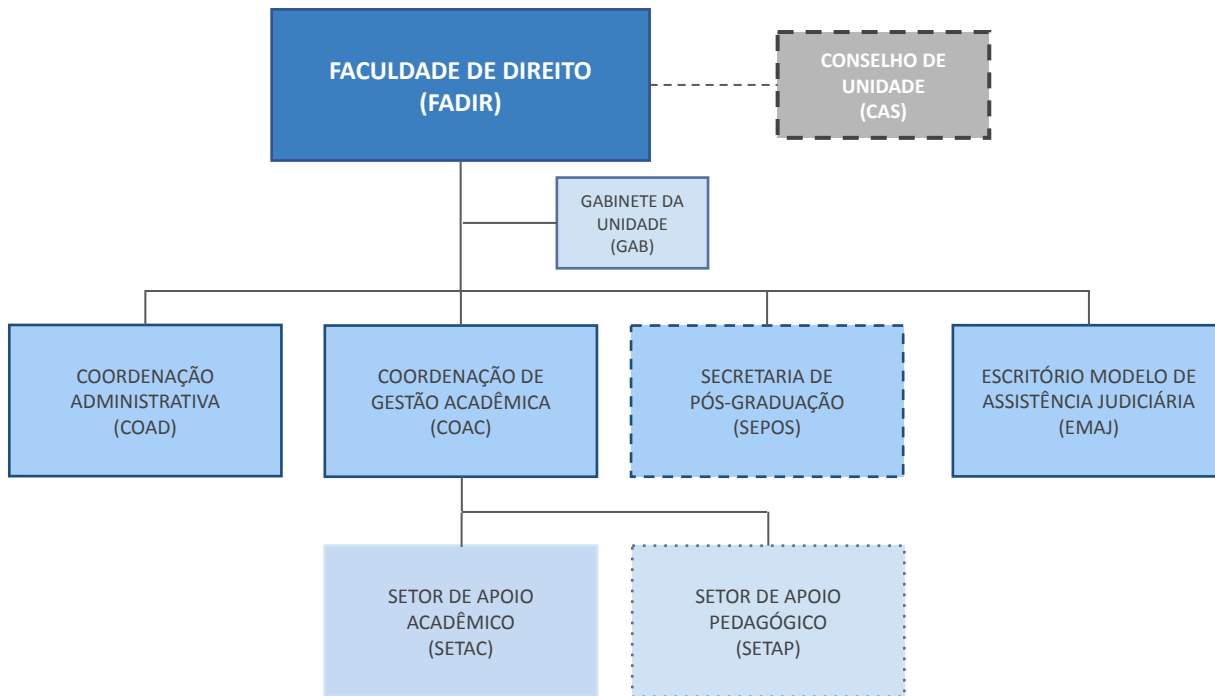 FACULDADE DE DIREITO
(FADIR)
CONSELHO DE
UNIDADE
(CAS)
GABINETE DA
UNIDADE
(GAB)
COORDENAÇÃO
ADMINISTRATIVA
(COAD)
COORDENAÇÃO DE
GESTÃO ACADÊMICA
(COAC)
SECRETARIA DE
PÓS-GRADUAÇÃO
(SEPOS)
ESCRITÓRIO MODELO DE
ASSISTÊNCIA JUDICIÁRIA
(EMAJ)
SETOR DE APOIO
ACADÊMICO
(SETAC)
SETOR DE APOIO
PEDAGÓGICO
(SETAP)